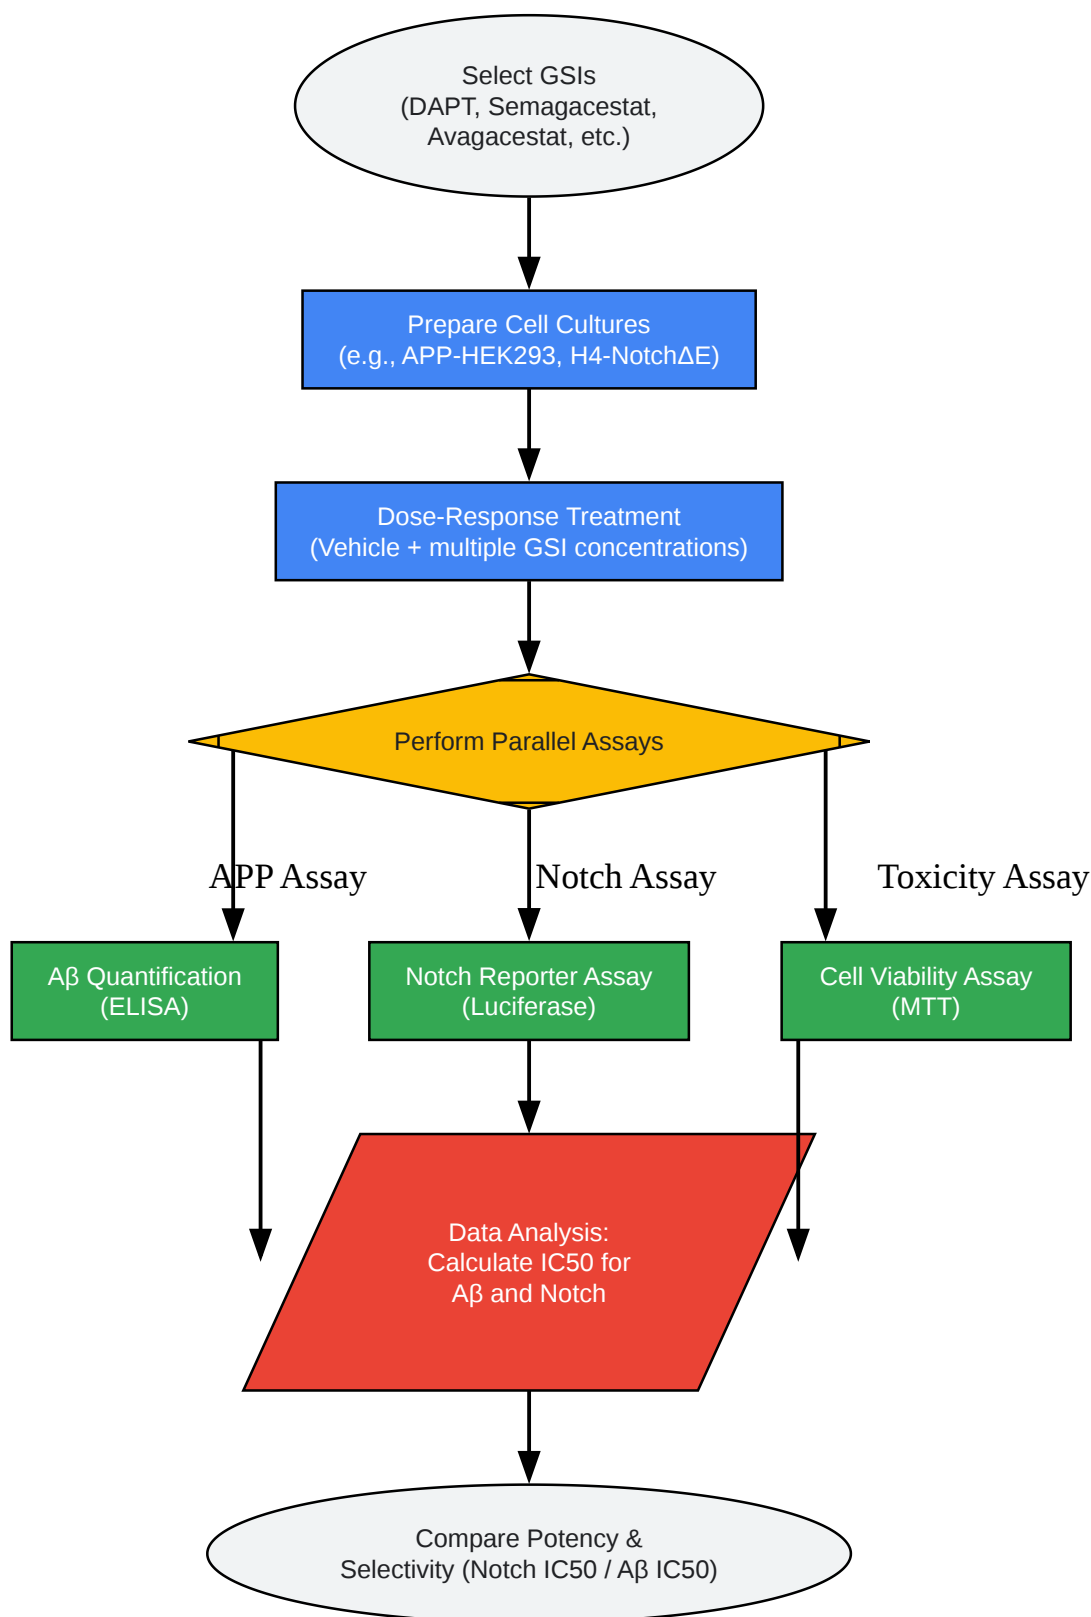 Select GSIs
(DAPT, Semagacestat,
Avagacestat, etc.)
Prepare Cell Cultures
(e.g., APP-HEK293, H4-NotchΔE)
Dose-Response Treatment
(Vehicle + multiple GSI concentrations)
Perform Parallel Assays
APP Assay
Notch Assay
Toxicity Assay
Aβ Quantification
(ELISA)
Notch Reporter Assay
(Luciferase)
Cell Viability Assay
(MTT)
Data Analysis:
Calculate IC50 for
Aβ and Notch
Compare Potency &
Selectivity (Notch IC50 / Aβ IC50)